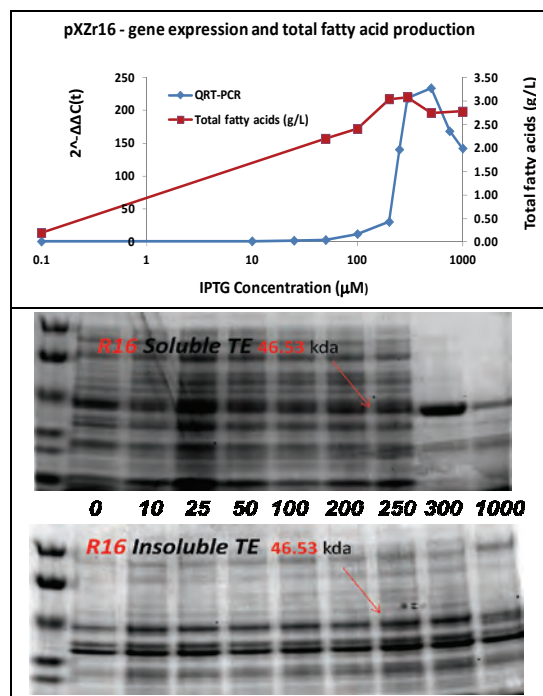 pXZr16 - gene expression and total fatty acid production
250
200
150
100
50
0
2^-ΔΔC(t)
QRT-PCR
Total fatty acids (g/L)
3.50
3.00
2.50
2.00
1.50
1.00
0.50
0.00
Total fatty acids (g/L)
0.1 1 10 100 1000
IPTG Concentration (µM)
R16 Soluble TE 46.53 kda
0 10 25 50 100 200 250 300 1000
R16 Insoluble TE 46.53 kda